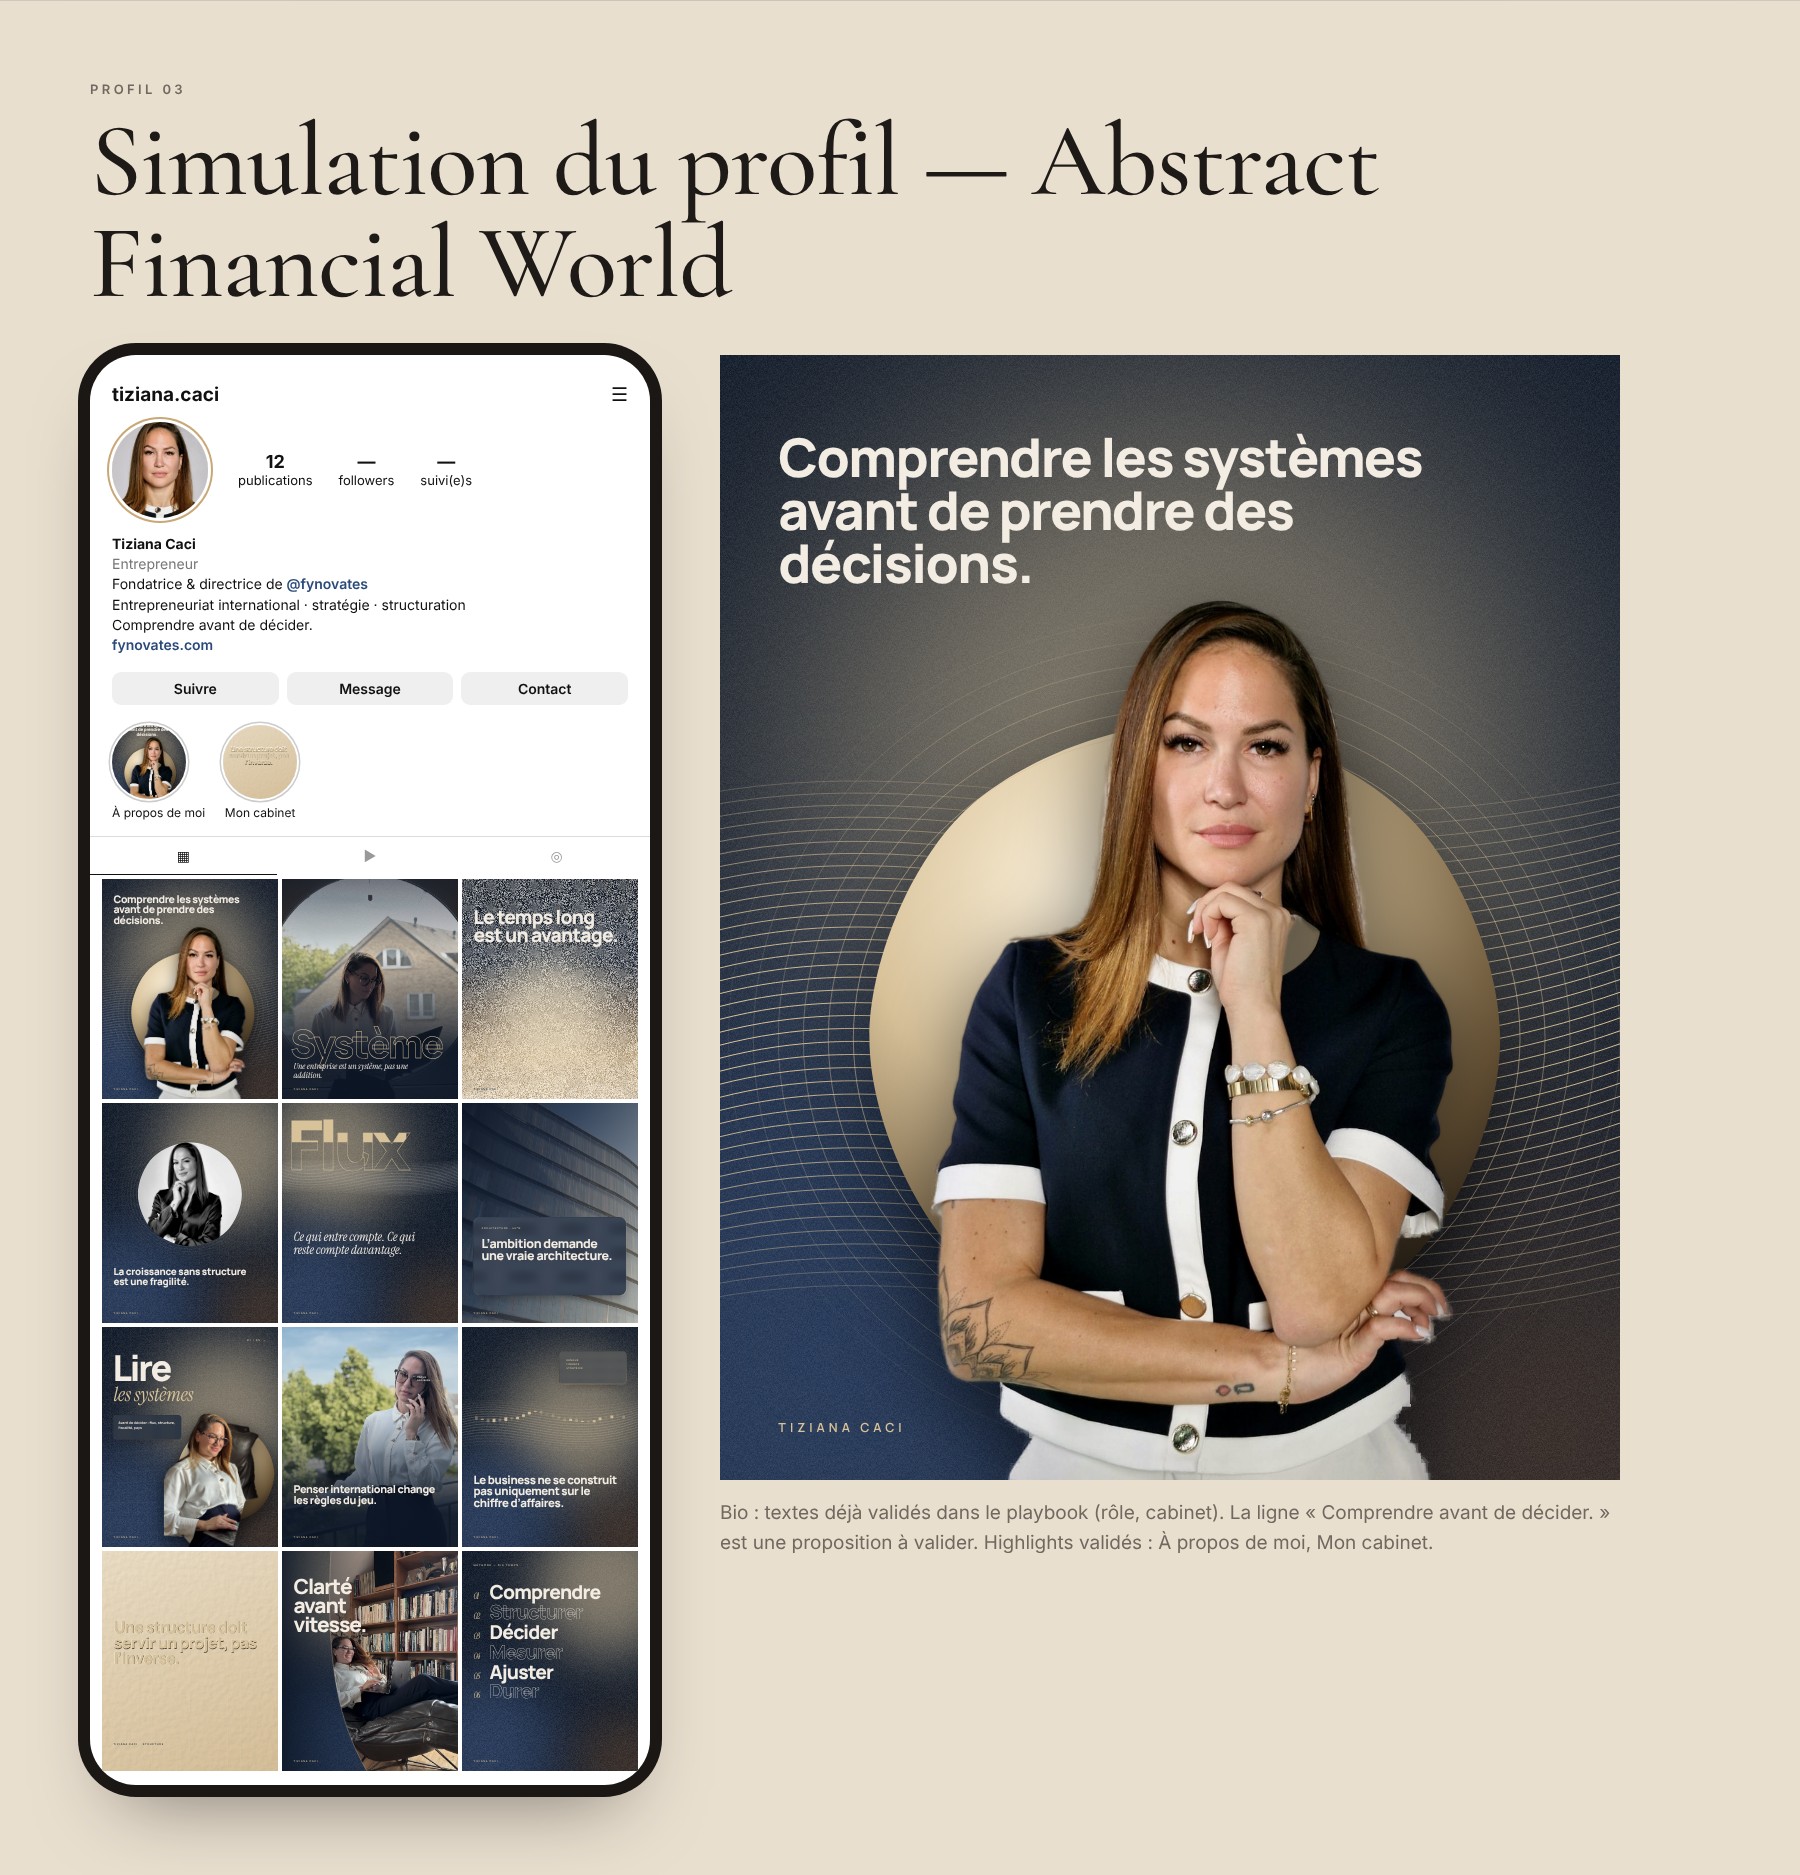 PROFIL 03
Simulation du profil — Abstract
Financial World
tiziana.caci
12
publications
—
followers
—
suivi(e)s
Tiziana Caci
Entrepreneur
Fondatrice & directrice de @fynovates
Entrepreneuriat international · stratégie · structuration
Comprendre avant de décider.
fynovates.com
Suivre
Message
Contact
À propos de moi
Mon cabinet
Comprendre les systèmes
avant de prendre des
décisions.
Système
Une entreprise est un système, pas une
addition.
Le temps long
est un avantage.
La croissance sans structure
est une fragilité.
Flux
Ce qui entre compte. Ce qui
reste compte davantage.
L'ambition demande
une vraie architecture.
Lire
les systèmes
Penser international change
les règles du jeu.
Le business ne se construit
pas uniquement sur le
chiffre d'affaires.
Une structure doit
servir un projet, pas
l'inverse.
Clarté
avant
vitesse.
01 Comprendre
02 Structurer
03 Décider
04 Mesurer
05 Ajuster
06 Durer
Comprendre les systèmes
avant de prendre des
décisions.
TIZIANA CACI
Bio : textes déjà validés dans le playbook (rôle, cabinet). La ligne « Comprendre avant de décider. »
est une proposition à valider. Highlights validés : À propos de moi, Mon cabinet.